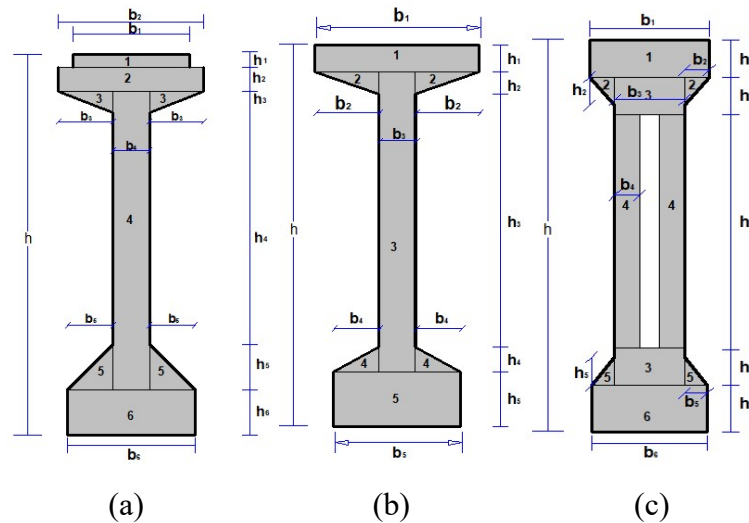 b₂
b₁
h¹
h₂
h₃
h₄
h₅
h₆
h
1
2
3
3
b₃
b₃
b₄
4
b₆
b₆
5
5
6
b₅
(a)
b₁
h₁
h₂
h₃
h₄
h₅
h
1
2
2
b₂
b₂
b₃
3
b₄
b₄
4
4
5
b₅
(b)
b₁
b₂
h
h
h
h
h
h
1
2
2
h₂
b₃
3
b₄
4
4
3
h₅
5
5
b₅
6
b₆
(c)